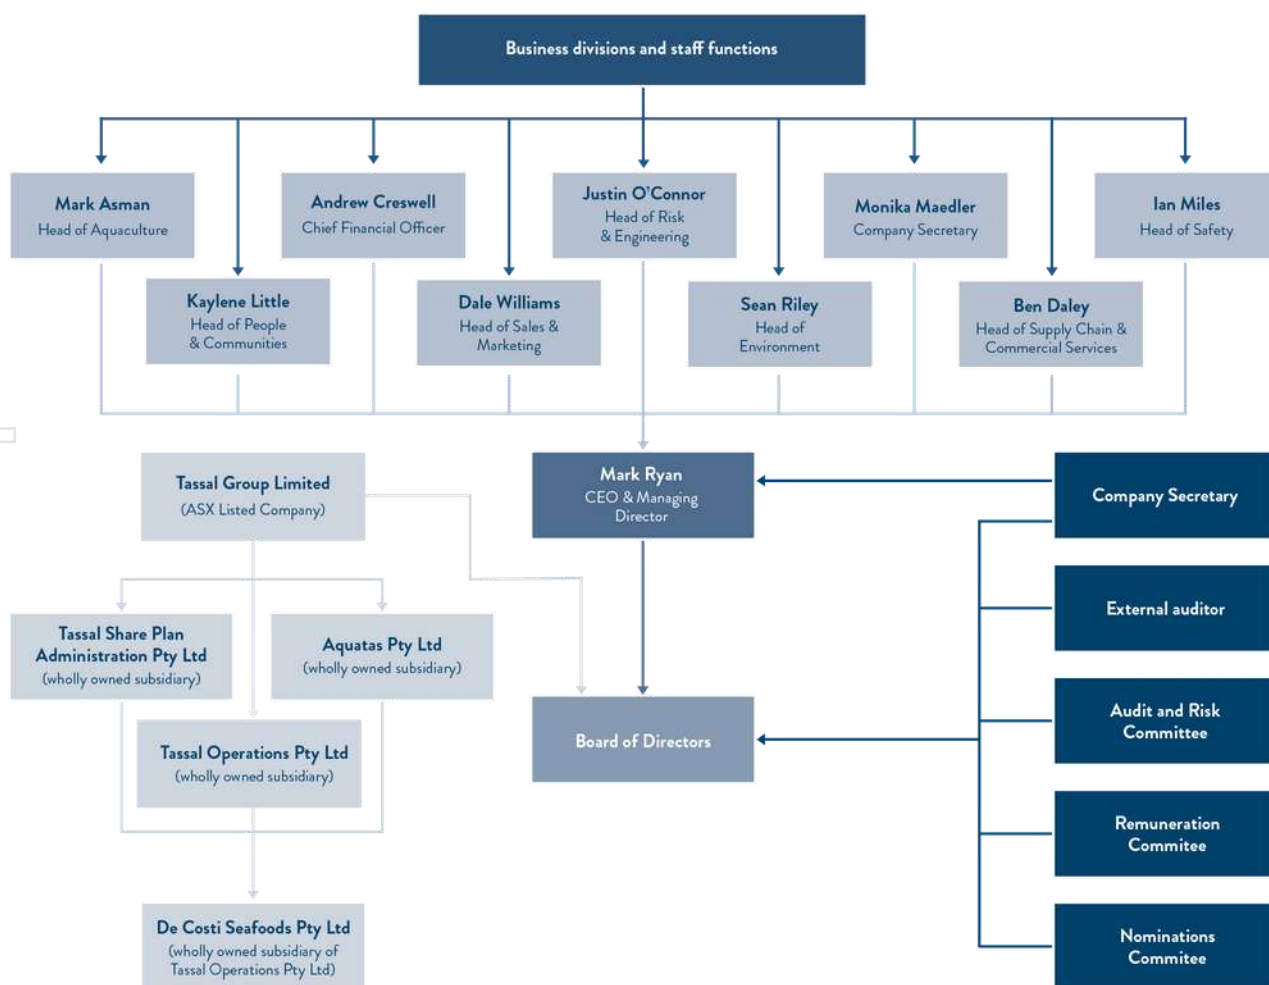 Business divisions and staff functions
Mark Asman
Head of Aquaculture
Andrew Creswell
Chief Financial Officer
Justin O'Connor
Head of Risk
& Engineering
Monika Maedler
Company Secretary
Ian Miles
Head of Safety
Kaylene Little
Head of People
& Communities
Dale Williams
Head of Sales &
Marketing
Sean Riley
Head of
Environment
Ben Daley
Head of Supply Chain &
Commercial Services
Tassal Group Limited
(ASX Listed Company)
Mark Ryan
CEO & Managing
Director
Company Secretary
External auditor
Tassal Share Plan
Administration Pty Ltd
(wholly owned subsidiary)
Aquatas Pty Ltd
(wholly owned subsidiary)
Tassal Operations Pty Ltd
(wholly owned subsidiary)
Board of Directors
Audit and Risk
Committee
Remuneration
Commitee
De Costi Seafoods Pty Ltd
(wholly owned subsidiary of
Tassal Operations Pty Ltd)
Nominations
Commitee